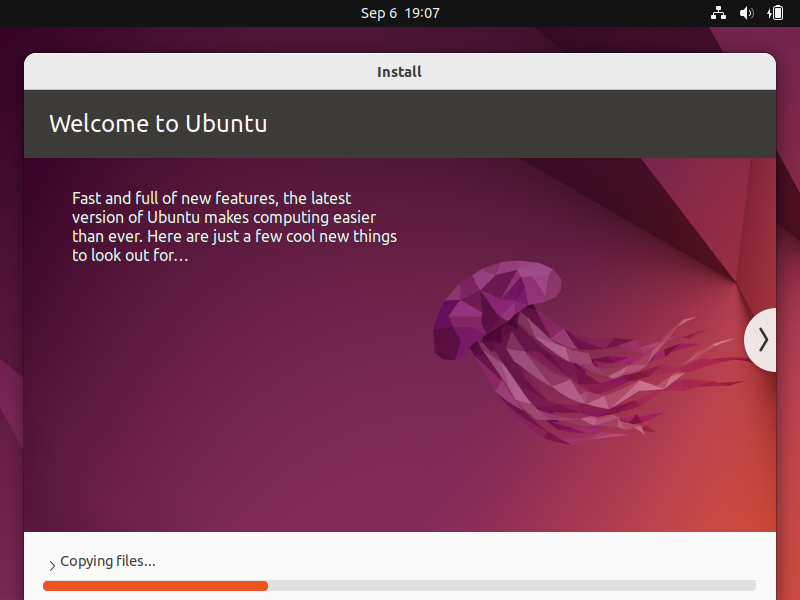 Sep 6 19:07
Install
Welcome to Ubuntu
Fast and full of new features, the latest
version of Ubuntu makes computing easier
than ever. Here are just a few cool new things
to look out for…
Copying files...